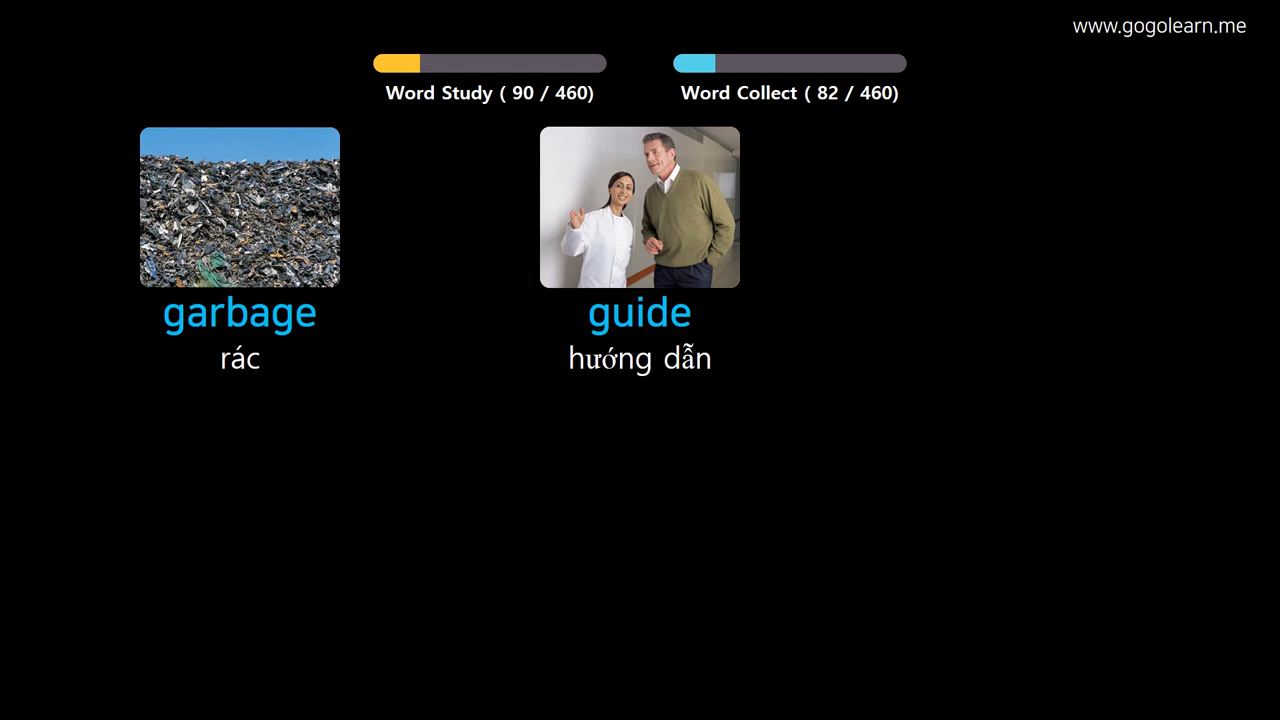 www.gogolearn.me
Word Study ( 90 / 460)
Word Collect ( 82 / 460)
garbage
rác
guide
hướng dẫn